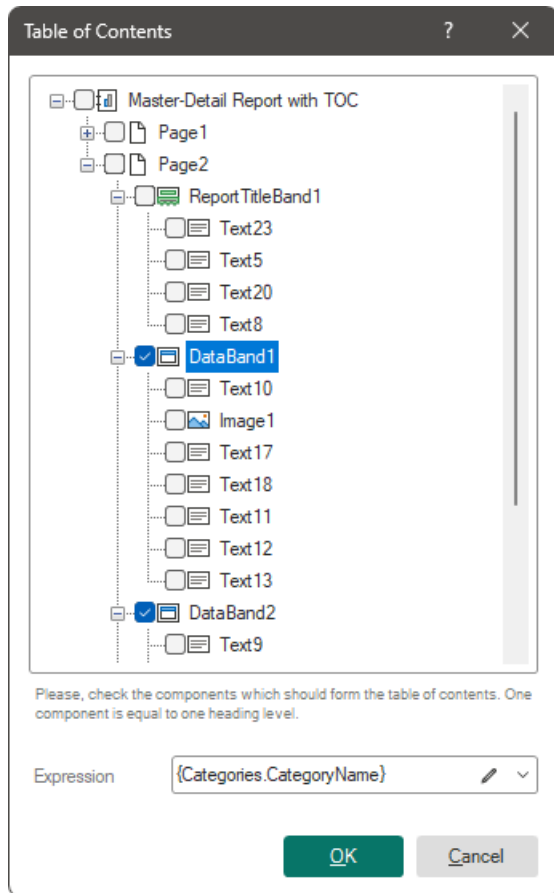 Table of Contents ?
Master-Detail Report with TOC
Page1
Page2
ReportTitleBand1
Text23
Text5
Text20
Text8
DataBand1
Text10
Image1
Text17
Text18
Text11
Text12
Text13
DataBand2
Text9
Please, check the components which should form the table of contents. One
component is equal to one heading level.
Expression {Categories.CategoryName}
OK Cancel